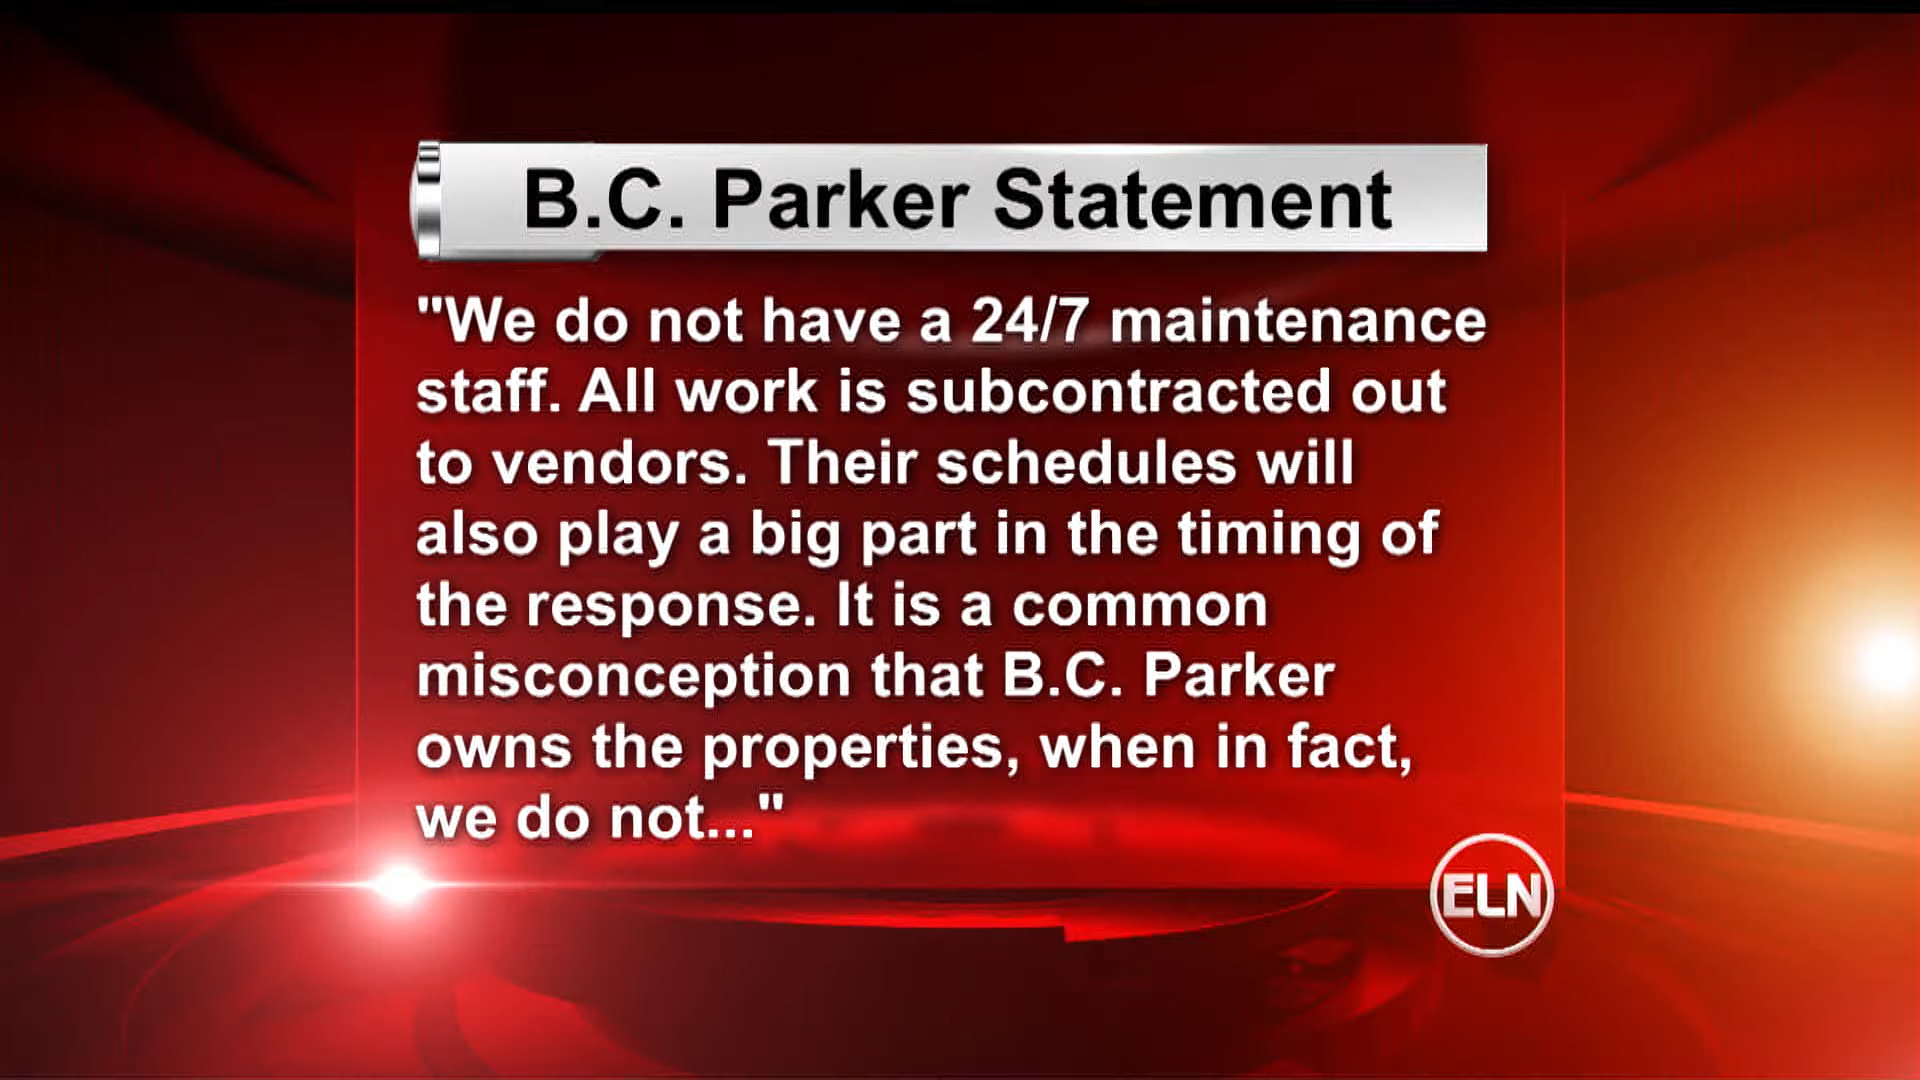 B.C. Parker Statement
"We do not have a 24/7 maintenance
staff. All work is subcontracted out
to vendors. Their schedules will
also play a big part in the timing of
the response. It is a common
misconception that B.C. Parker
owns the properties, when in fact,
we do not..."
ELN